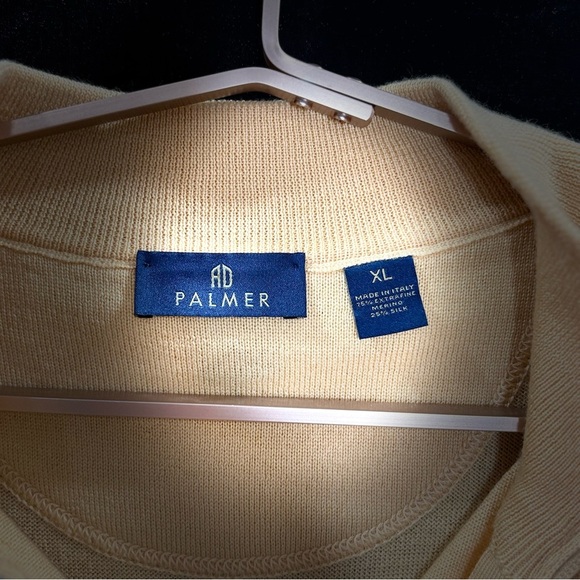 AD
PALMER
XL
MADE IN ITALY
75% EXTRAFINE
MERINO
25% SILK